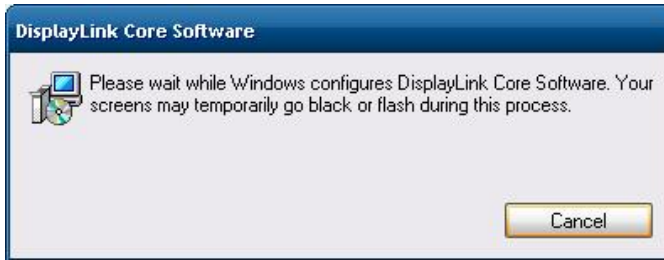 DisplayLink Core Software
Please wait while Windows configures DisplayLink Core Software. Your
screens may temporarily go black or flash during this process.
Cancel